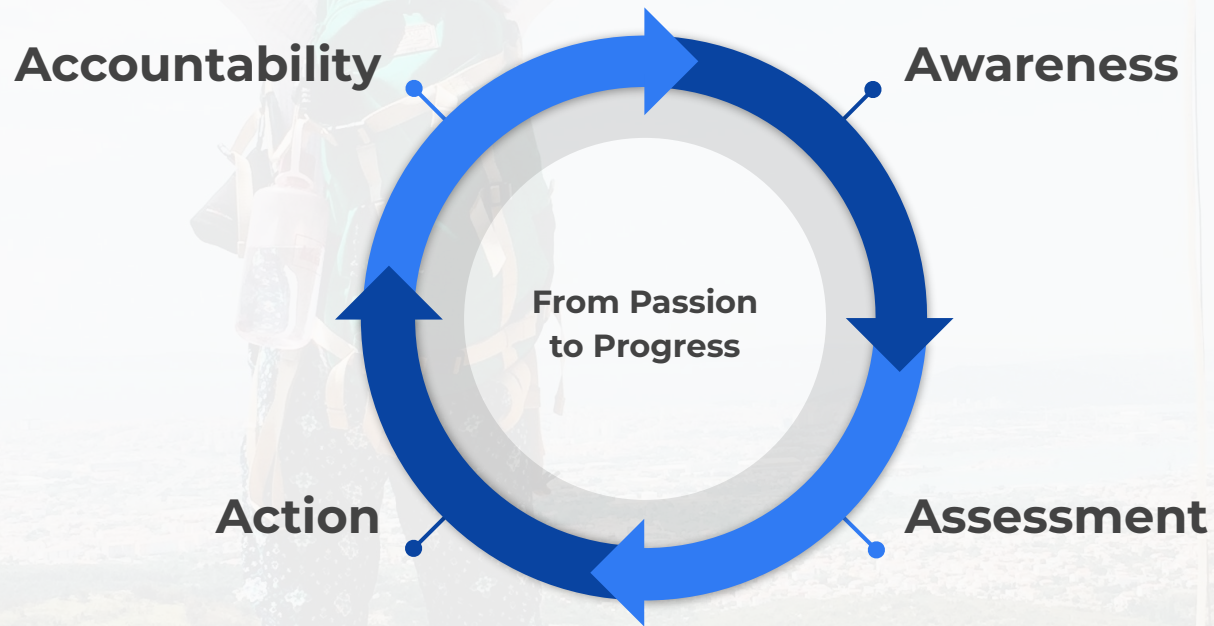 Accountability
Awareness
From Passion
to Progress
Action
Assessment